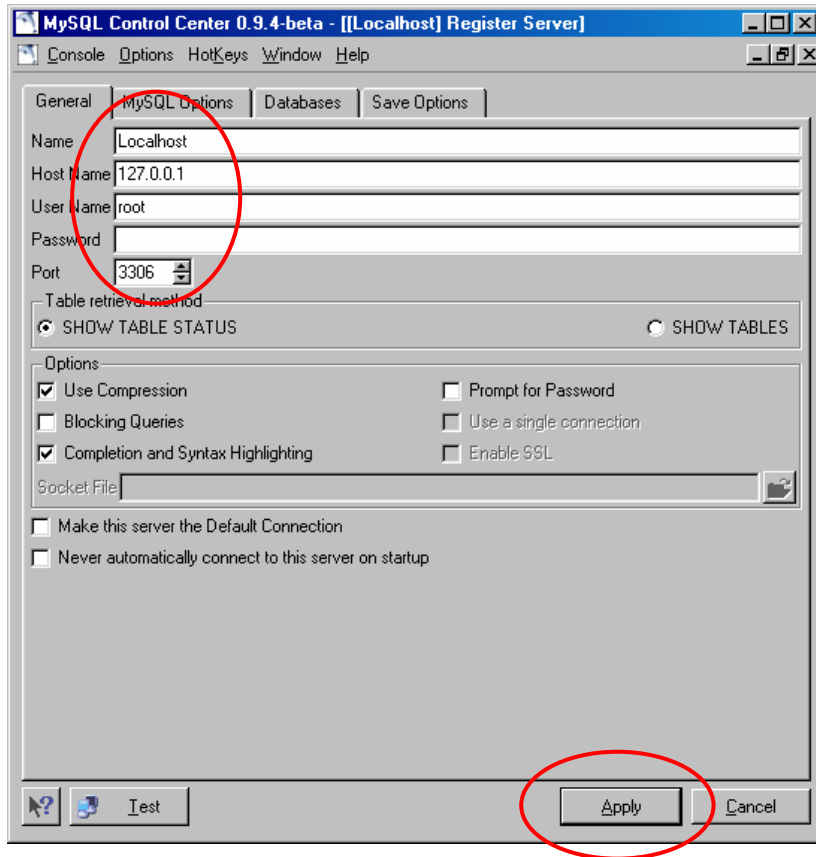 MySQL Control Center 0.9.4-beta - [[Localhost] Register Server]
Console Options HotKeys Window Help
General MySQL Options Databases Save Options
Name Localhost
Host Name 127.0.0.1
User Name root
Password
Port 3306
Table retrieval method
SHOW TABLE STATUS SHOW TABLES
Options
Use Compression Prompt for Password
Blocking Queries Use a single connection
Completion and Syntax Highlighting Enable SSL
Socket File
Make this server the Default Connection
Never automatically connect to this server on startup
? Test Apply Cancel